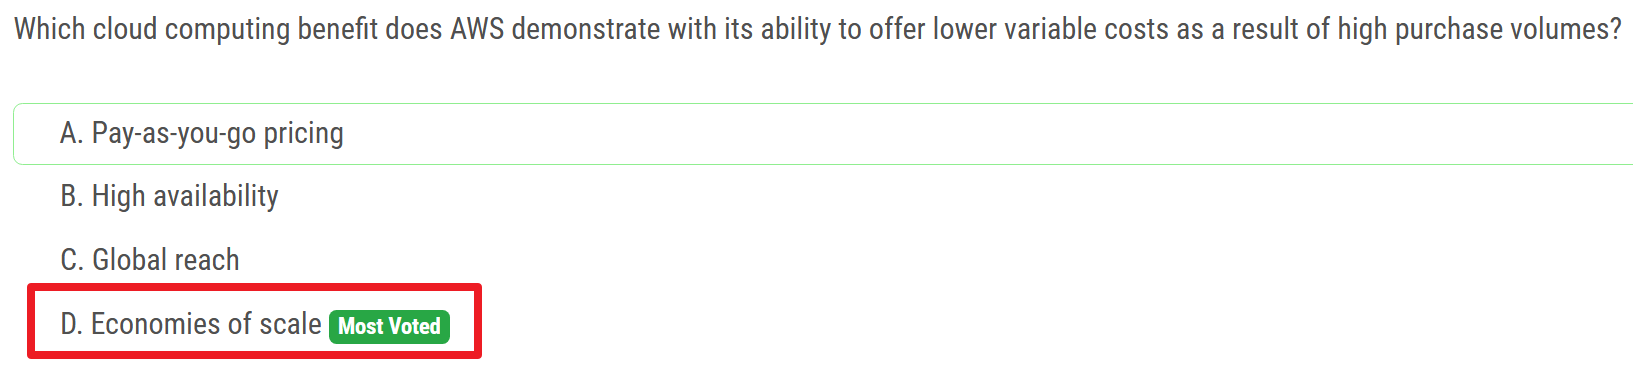 Which cloud computing benefit does AWS demonstrate with its ability to offer lower variable costs as a result of high purchase volumes?
A. Pay-as-you-go pricing
B. High availability
C. Global reach
D. Economies of scale Most Voted